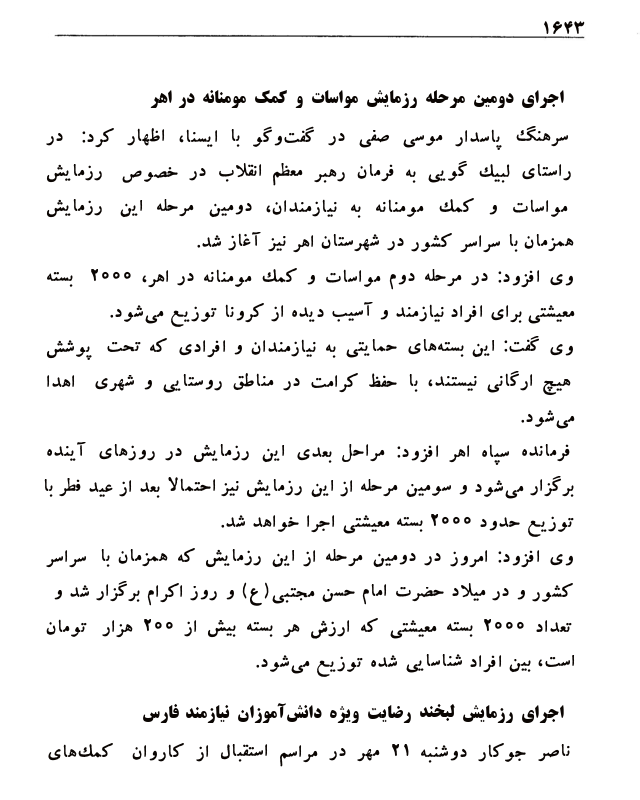 ۱۶۴۳
اجرای دومین مرحله رزمایش مواسات و کمک مومنانه در اهر
سرهنگ پاسدار موسی صفی در گفت‌وگو با ایسنا، اظهار کرد: در
راستای لبیك گویی به فرمان رهبر معظم انقلاب در خصوص رزمایش
مواسات و کمك مومنانه به نیازمندان، دومین مرحله این رزمایش
همزمان با سراسر کشور در شهرستان اهر نیز آغاز شد.
وی افزود: در مرحله دوم مواسات و کمك مومنانه در اهر، ۲۰۰۰ بسته
معیشتی برای افراد نیازمند و آسیب دیده از کرونا توزیع می‌شود.
وی گفت: این بسته‌های حمایتی به نیازمندان و افرادی که تحت پوشش
هیچ ارگانی نیستند، با حفظ کرامت در مناطق روستایی و شهری اهدا
می‌شود.
فرمانده سپاه اهر افزود: مراحل بعدی این رزمایش در روزهای آینده
برگزار می‌شود و سومین مرحله از این رزمایش نیز احتمالاً بعد از عید فطر با
توزیع حدود ۲۰۰۰ بسته معیشتی اجرا خواهد شد.
وی افزود: امروز در دومین مرحله از این رزمایش که همزمان با سراسر
کشور و در میلاد حضرت امام حسن مجتبی(ع) و روز اکرام برگزار شد و
تعداد ۲۰۰۰ بسته معیشتی که ارزش هر بسته بیش از ۲۰۰ هزار تومان
است، بین افراد شناسایی شده توزیع می‌شود.
اجرای رزمایش لبخند رضایت ویژه دانش‌آموزان نیازمند فارس
ناصر جوکار دوشنبه ۲۱ مهر در مراسم استقبال از کاروان کمك‌های